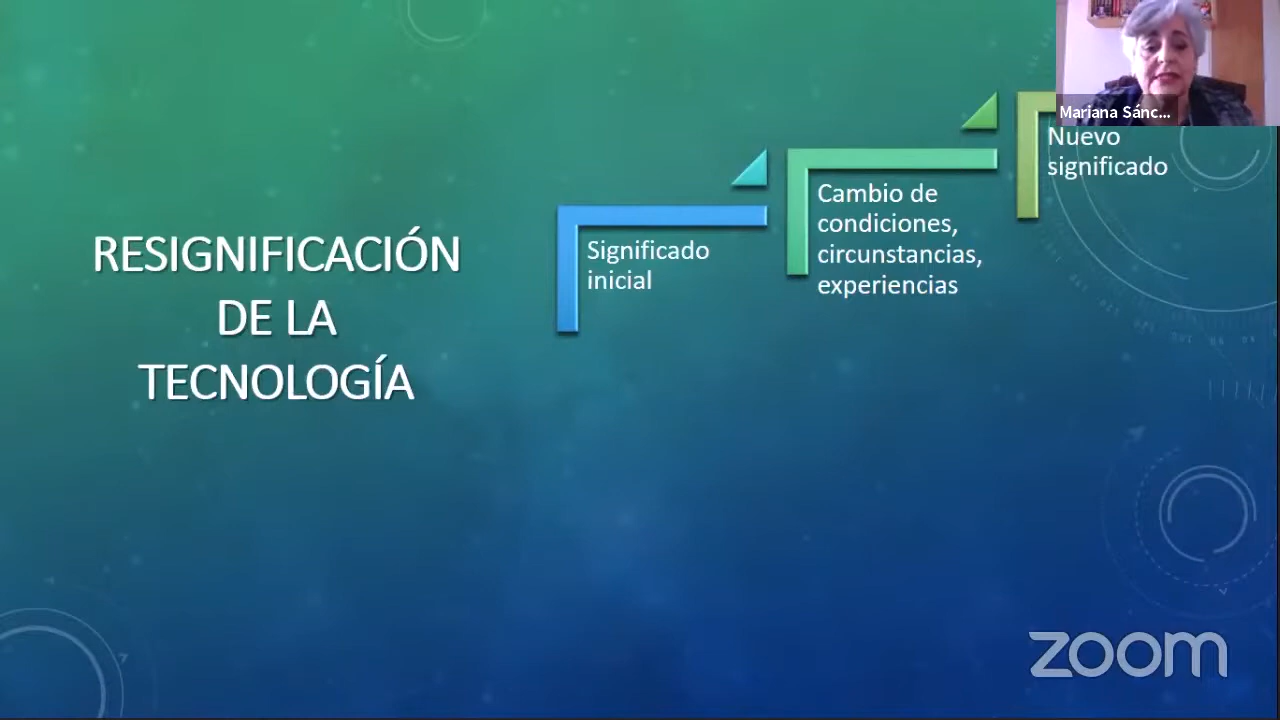 RESIGNIFICACIÓN
DE LA
TECNOLOGÍA
Significado
inicial
Cambio de
condiciones,
circunstancias,
experiencias
Nuevo
significado
Mariana Sánc...
zoom